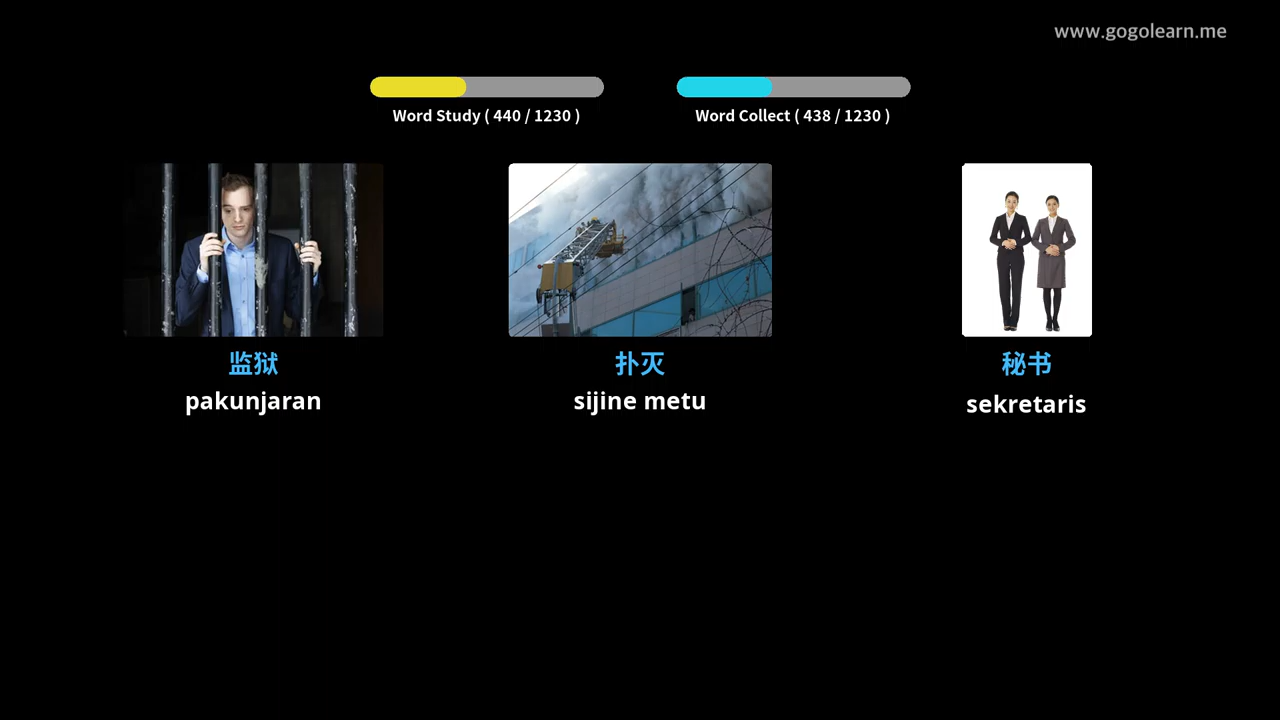 www.gogolearn.me
Word Study ( 440 / 1230 )
Word Collect ( 438 / 1230 )
监狱
pakunjaran
扑灭
sijine metu
秘书
sekretaris